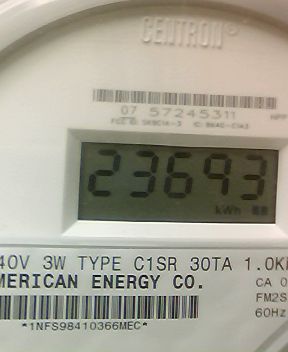 CENTRON®
07 57245311
23693
kWh
40V 3W TYPE C1SR 30TA 1.0K
MERICAN ENERGY CO.
CA 0
FM2S
60Hz
*1NFS98410366MEC*